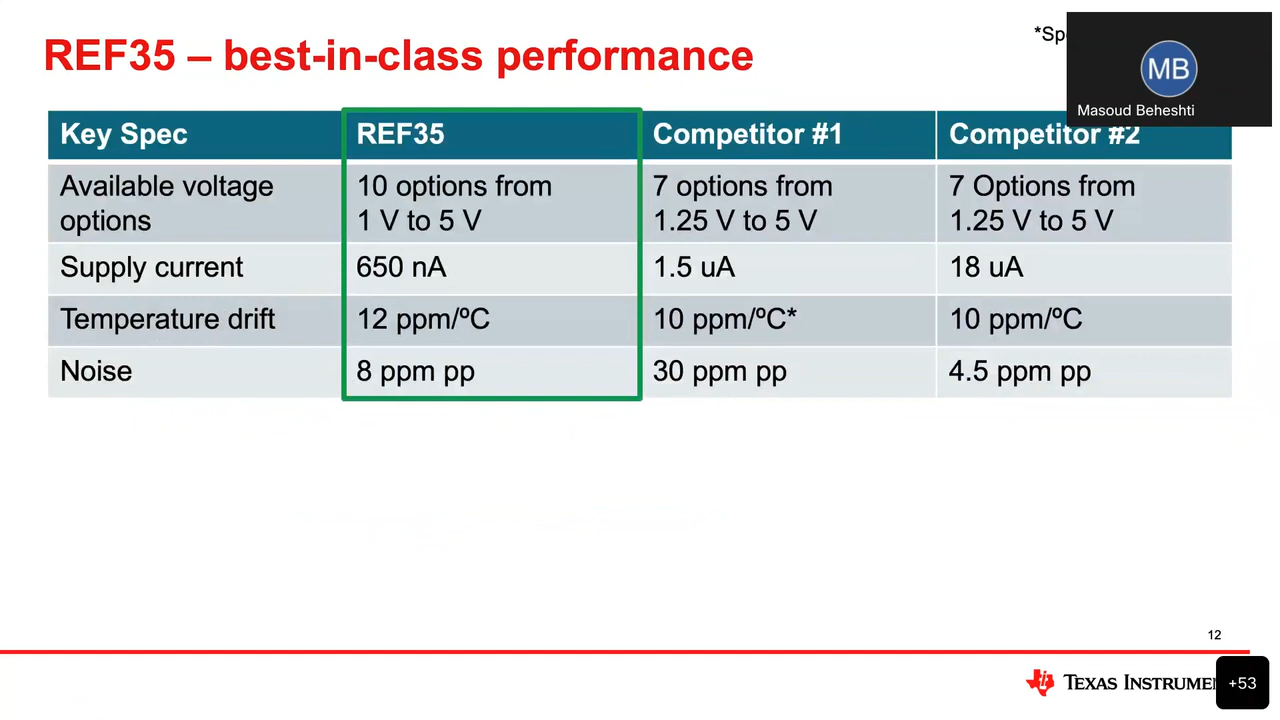 REF35 – best-in-class performance
MB
Masoud Beheshti
Key Spec REF35 Competitor #1 Competitor #2
Available voltage options 10 options from 1 V to 5 V 7 options from 1.25 V to 5 V 7 Options from 1.25 V to 5 V
Supply current 650 nA 1.5 uA 18 uA
Temperature drift 12 ppm/ºC 10 ppm/ºC* 10 ppm/ºC
Noise 8 ppm pp 30 ppm pp 4.5 ppm pp
12
TEXAS
+53